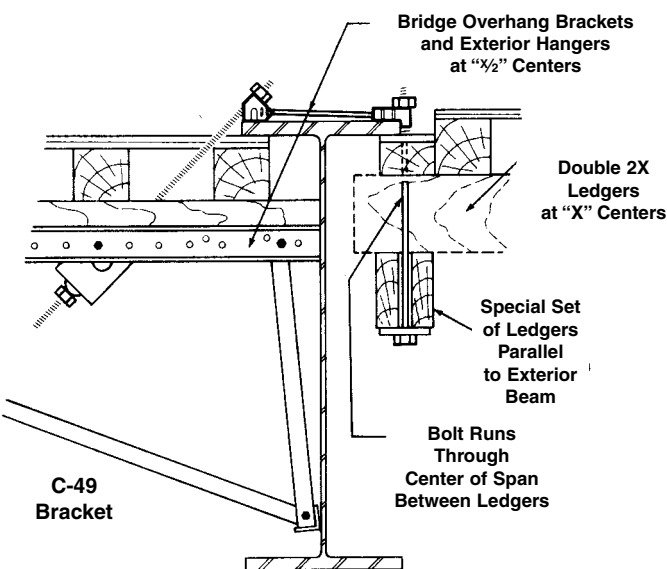 Bridge Overhang Brackets
and Exterior Hangers
at “X/2” Centers
Double 2X
Ledgers
at “X” Centers
Special Set
of Ledgers
Parallel
to Exterior
Beam
Bolt Runs
Through
Center of Span
Between Ledgers
C-49
Bracket